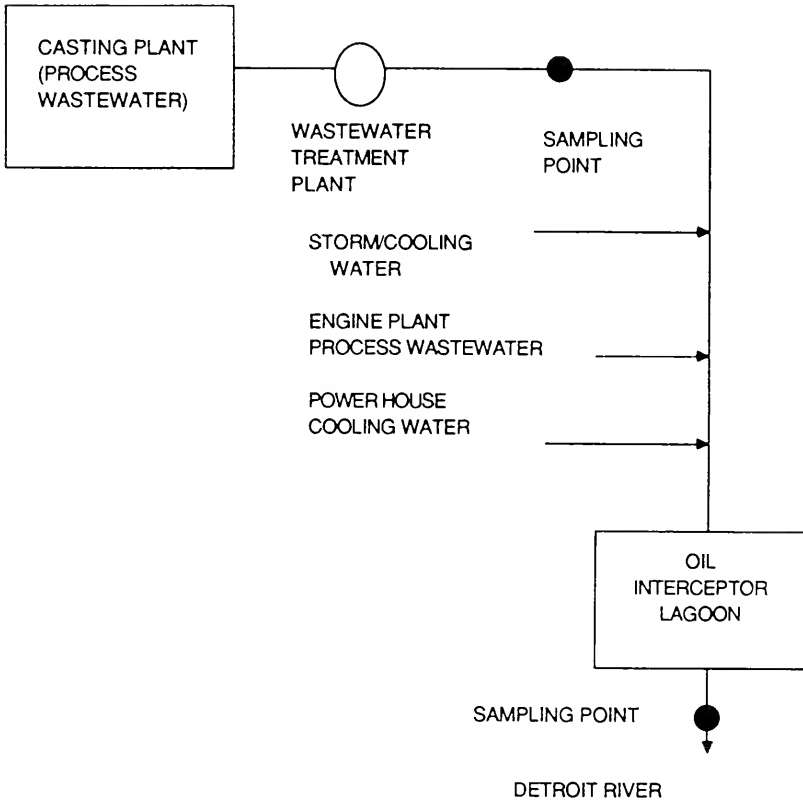 CASTING PLANT
(PROCESS
WASTEWATER)
WASTEWATER
TREATMENT
PLANT
SAMPLING
POINT
STORM/COOLING
WATER
ENGINE PLANT
PROCESS WASTEWATER
POWER HOUSE
COOLING WATER
OIL
INTERCEPTOR
LAGOON
SAMPLING POINT
DETROIT RIVER